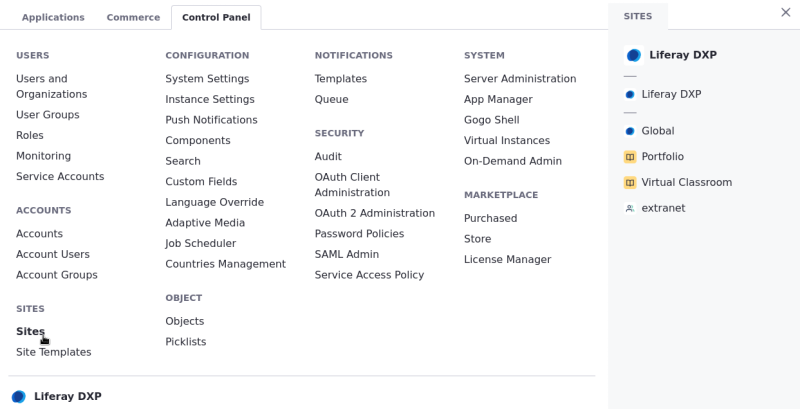 Applications Commerce Control Panel
USERS
Users and
Organizations
User Groups
Roles
Monitoring
Service Accounts
ACCOUNTS
Accounts
Account Users
Account Groups
SITES
Sites
Site Templates
CONFIGURATION
System Settings
Instance Settings
Push Notifications
Components
Search
Custom Fields
Language Override
Adaptive Media
Job Scheduler
Countries Management
OBJECT
Objects
Picklists
NOTIFICATIONS
Templates
Queue
SECURITY
Audit
OAuth Client
Administration
OAuth 2 Administration
Password Policies
SAML Admin
Service Access Policy
SYSTEM
Server Administration
App Manager
Gogo Shell
Virtual Instances
On-Demand Admin
MARKETPLACE
Purchased
Store
License Manager
Liferay DXP
SITES
Liferay DXP
Liferay DXP
Global
Portfolio
Virtual Classroom
extranet